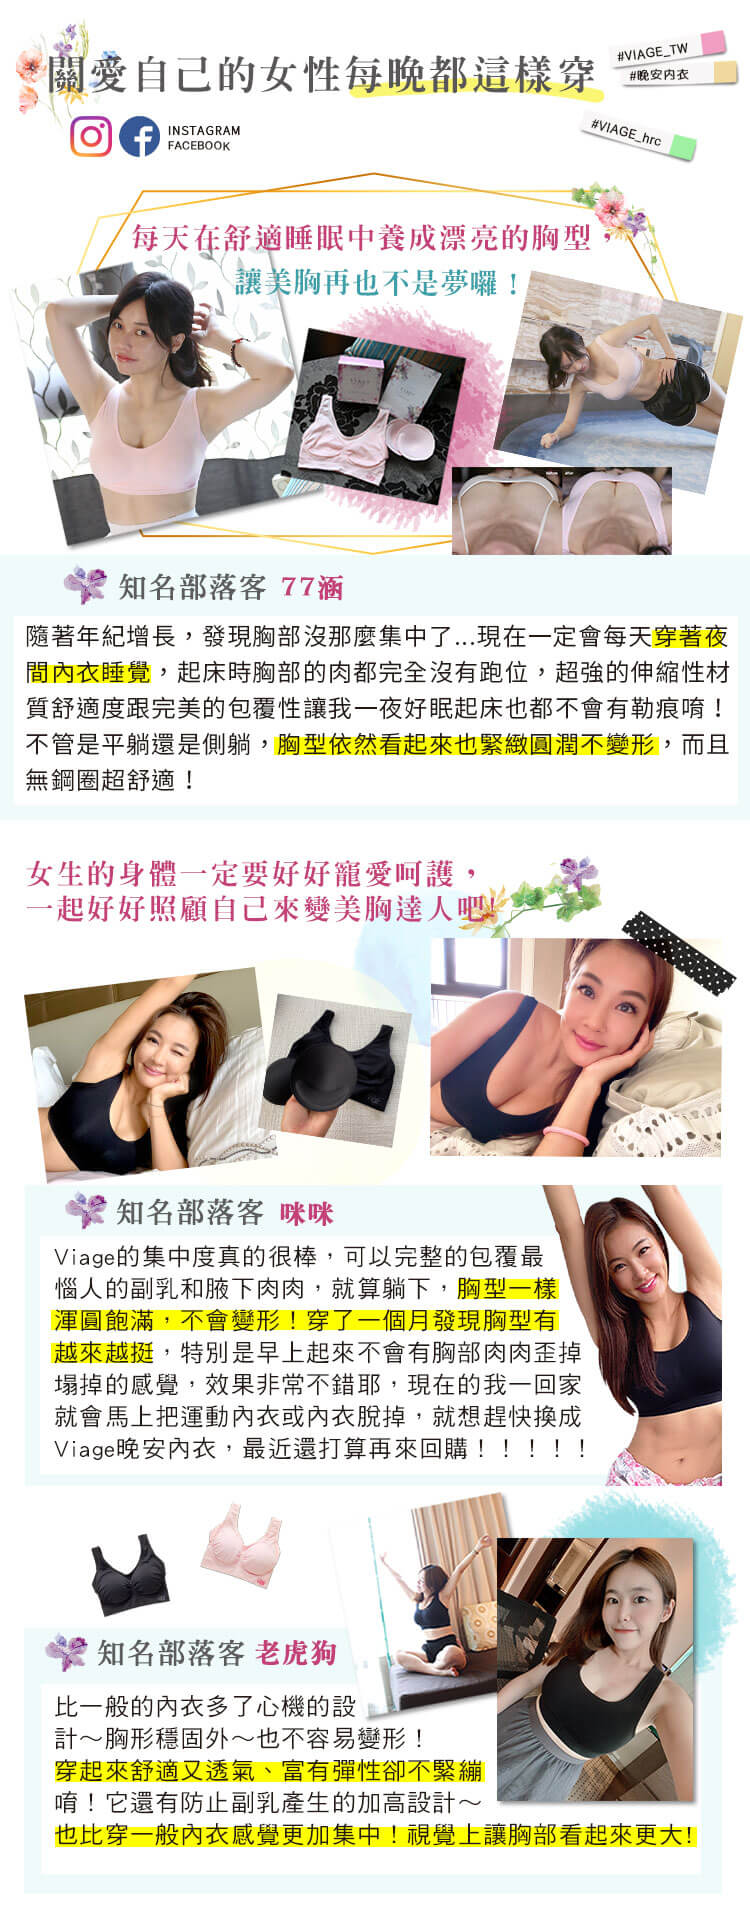 關愛自己的女性每晚都這樣穿
#VIAGE_TW
#晚安內衣
#VIAGE_hrc
INSTAGRAM
FACEBOOK
每天在舒適睡眠中養成漂亮的胸型，
讓美胸再也不是夢囉！
知名部落客 77涵
隨著年紀增長，發現胸部沒那麼集中了...現在一定會每天穿著夜
間內衣睡覺，起床時胸部的肉都完全沒有跑位，超強的伸縮性材
質舒適度跟完美的包覆性讓我一夜好眠起床也都不會有勒痕唷！
不管是平躺還是側躺，胸型依然看起來也緊緻圓潤不變形，而且
無鋼圈超舒適！
女生的身體一定要好好寵愛呵護，
一起好好照顧自己來變美胸達人吧!
知名部落客 咪咪
Viage的集中度真的很棒，可以完整的包覆最
惱人的副乳和腋下肉肉，就算躺下，胸型一樣
渾圓飽滿，不會變形！穿了一個月發現胸型有
越來越挺，特別是早上起來不會有胸部肉肉歪掉
塌掉的感覺，效果非常不錯耶，現在的我一回家
就會馬上把運動內衣或內衣脫掉，就想趕快換成
Viage晚安內衣，最近還打算再來回購！！！！！
知名部落客 老虎狗
比一般的內衣多了心機的設
計～胸形穩固外～也不容易變形！
穿起來舒適又透氣、富有彈性卻不緊繃
唷！它還有防止副乳產生的加高設計～
也比穿一般內衣感覺更加集中！視覺上讓胸部看起來更大!